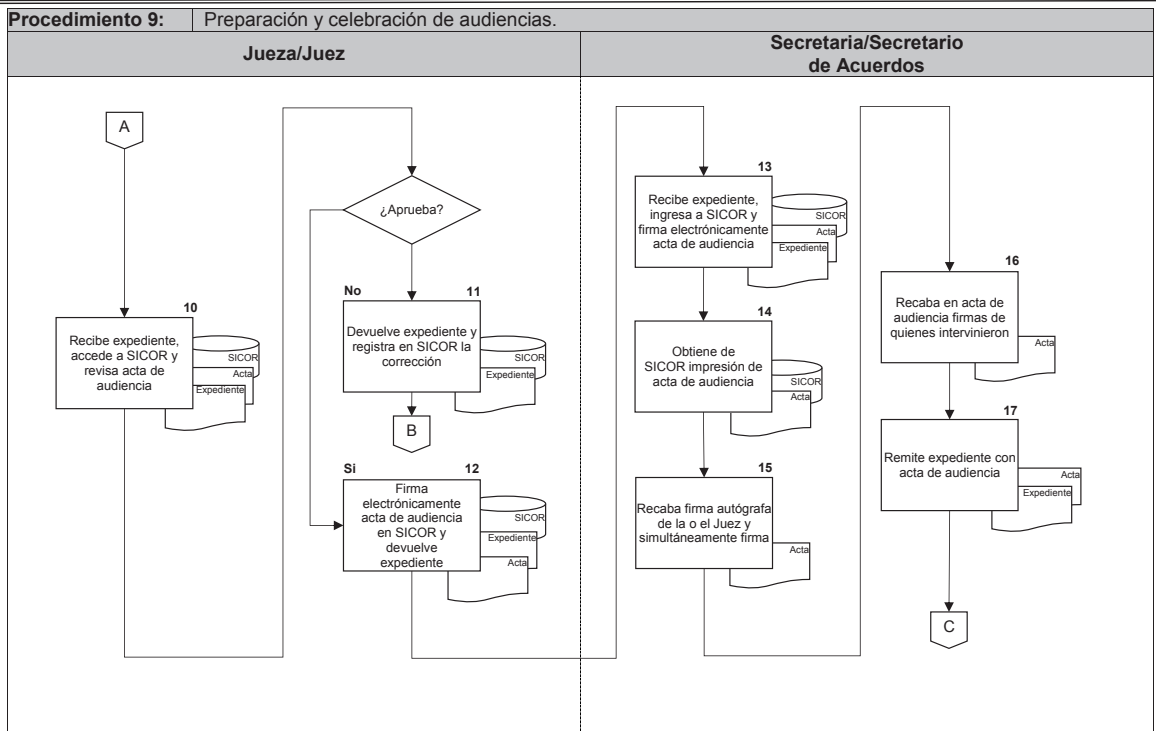 Procedimiento 9: Preparación y celebración de audiencias.
Jueza/Juez
Secretaria/Secretario
de Acuerdos
A
10
Recibe expediente,
accede a SICOR y
revisa acta de
audiencia
SICOR
Acta
Expediente
¿Aprueba?
No 11
Devuelve expediente y
registra en SICOR la
corrección
SICOR
Expediente
B
Si 12
Firma
electrónicamente
acta de audiencia
en SICOR y
devuelve
expediente
SICOR
Expediente
Acta
13
Recibe expediente,
ingresa a SICOR y
firma electrónicamente
acta de audiencia
SICOR
Acta
Expediente
14
Obtiene de
SICOR impresión de
acta de audiencia
SICOR
Acta
15
Recaba firma autógrafa
de la o el Juez y
simultáneamente firma
Acta
16
Recaba en acta de
audiencia firmas de
quienes intervinieron
Acta
17
Remite expediente con
acta de audiencia
Acta
Expediente
C